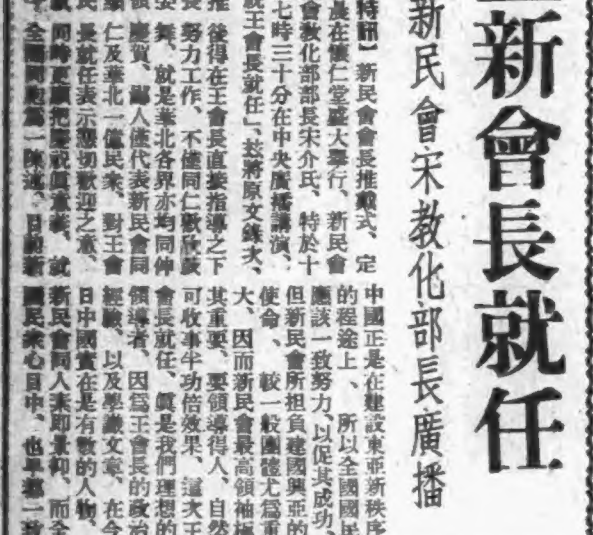 新會長就任
新民會宋教化部長廣播
特訊】新民會會長推戴式、定
晨在懷仁堂盛大舉行、新民會
會教化部部長宋介氏、特於十
七時三十分在中央廣播講演、
就王會長就任」、玆將原文錄次、
後得在王會長直接指導之下
努力工作、不僅同仁歡欣鼓
舞、就是華北各界亦均同伸
慶賀、鄙人僅代表新民會同
仁及華北一億民衆、對王會
長就任表示懇切歡迎之意、
同時更願把慶祝眞意義、就
全國同胞爲一陳述、日前新
中國正是在建設東亞新秩序
的程途上、所以全國國民
應該一致努力、以促其成功、
但新民會所担負建國興亞的
使命、較一般團體尤爲重
大、因而新民會最高領袖極
其重要、要領導得人、自然
可收事半功倍效果、這次王
會長就任、眞是我們理想的
領導者、因爲王會長的政治
經驗、以及學識文章、在今
日中國實在是有數的人物、
新民會同人素即景仰、而全
國民衆心目中、也早都一致